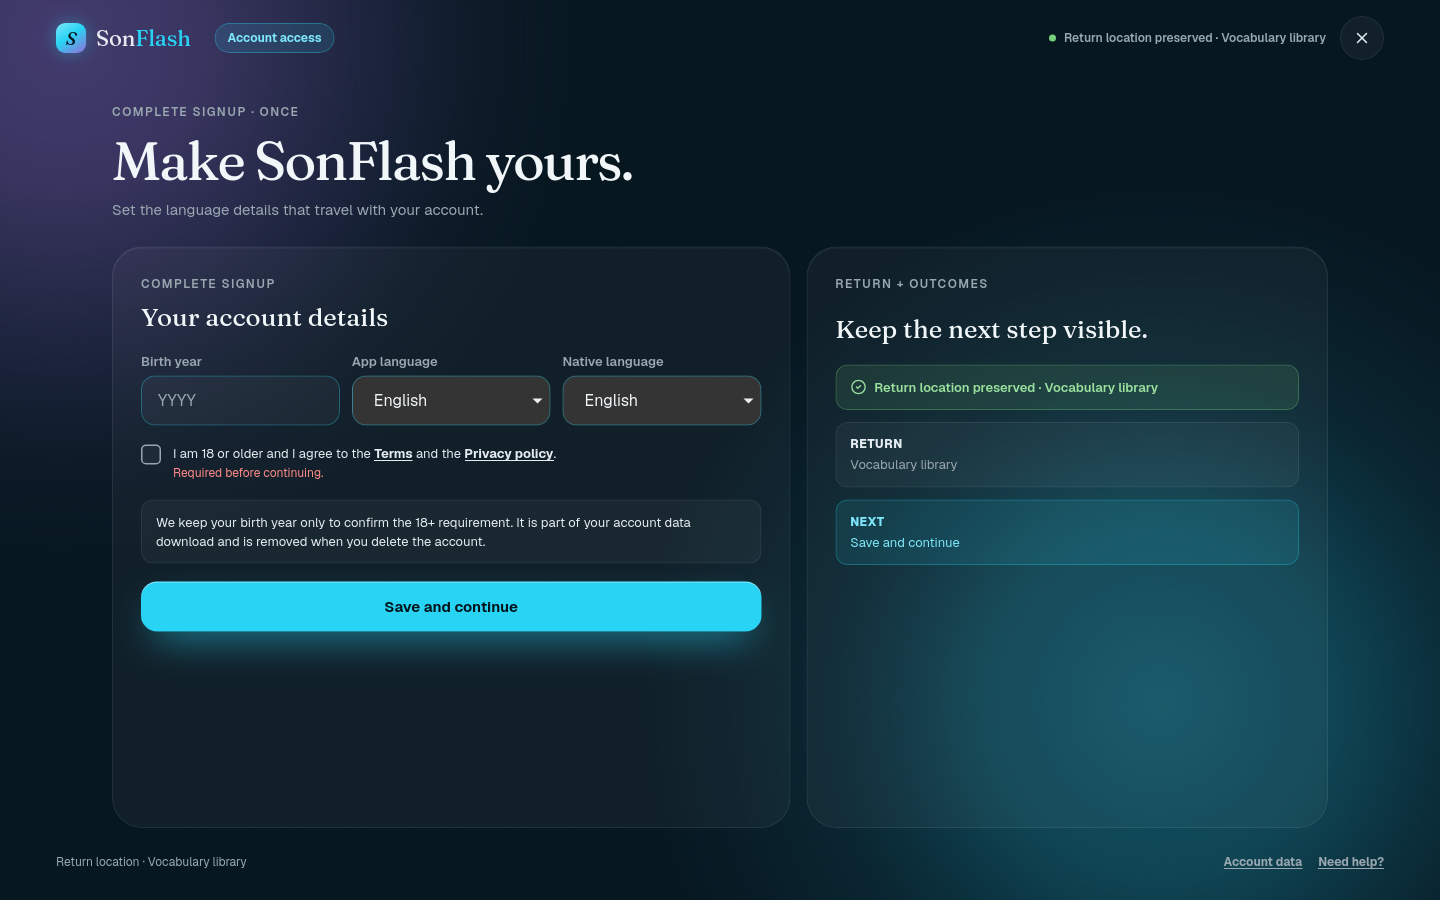 S SonFlash
Account access
Return location preserved · Vocabulary library
COMPLETE SIGNUP · ONCE
Make SonFlash yours.
Set the language details that travel with your account.
COMPLETE SIGNUP
Your account details
Birth year
App language
Native language
YYYY
English
English
I am 18 or older and I agree to the Terms and the Privacy policy.
Required before continuing.
We keep your birth year only to confirm the 18+ requirement. It is part of your account data
download and is removed when you delete the account.
Save and continue
RETURN + OUTCOMES
Keep the next step visible.
Return location preserved · Vocabulary library
RETURN
Vocabulary library
NEXT
Save and continue
Return location · Vocabulary library
Account data
Need help?